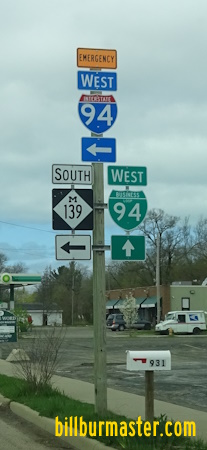 EMERGENCY
WEST
INTERSTATE
94
SOUTH
M
139
WEST
BUSINESS
94
931
billburmaster.com